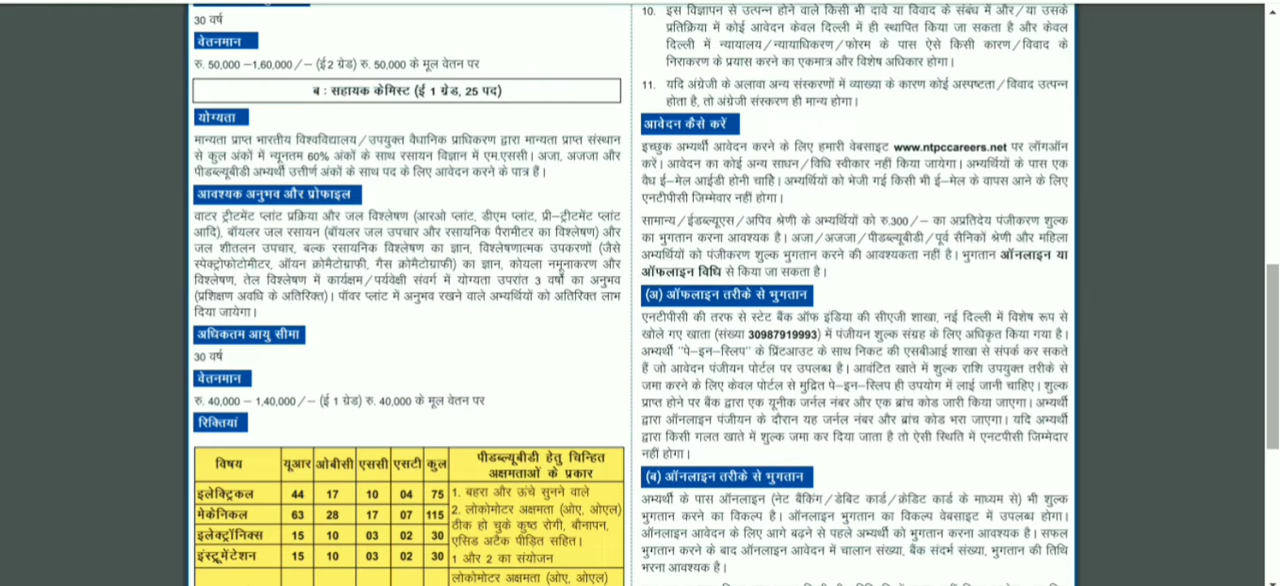 30 वर्ष
वेतनमान
रु. 50,000 –1,60,000 /– (ई2 ग्रेड) रु. 50,000 के मूल वेतन पर
ब : सहायक केमिस्ट (ई 1 ग्रेड, 25 पद)
योग्यता
मान्यता प्राप्त भारतीय विश्वविद्यालय / उपयुक्त वैधानिक प्राधिकरण द्वारा मान्यता प्राप्त संस्थान
से कुल अंकों में न्यूनतम 60% अंकों के साथ रसायन विज्ञान में एम.एससी। अजा, अजजा और
पीडब्ल्यूबीडी अभ्यर्थी उत्तीर्ण अंकों के साथ पद के लिए आवेदन करने के पात्र हैं।
आवश्यक अनुभव और प्रोफाइल
वाटर ट्रीटमेंट प्लांट प्रक्रिया और जल विश्लेषण (आरओ प्लांट, डीएम प्लांट, प्री–ट्रीटमेंट प्लांट
आदि), बॉयलर जल रसायन (बॉयलर जल उपचार और रसायनिक पैरामीटर का विश्लेषण) और
जल शीतलन उपचार, बल्क रसायनिक विश्लेषण का ज्ञान, विश्लेषणात्मक उपकरणों (जैसे
स्पेक्ट्रोफोटोमीटर, ऑयन क्रोमैटोग्राफी, गैस क्रोमैटोग्राफी) का ज्ञान, कोयला नमूनाकरण और
विश्लेषण, तेल विश्लेषण में कार्यक्षम / पर्यवेक्षी संवर्ग में योग्यता उपरांत 3 वर्षों का अनुभव
(प्रशिक्षण अवधि के अतिरिक्त)। पॉवर प्लांट में अनुभव रखने वाले अभ्यर्थियों को अतिरिक्त लाभ
दिया जायेगा।
अधिकतम आयु सीमा
30 वर्ष
वेतनमान
रु. 40,000 – 1,40,000 /– (ई 1 ग्रेड) रु. 40,000 के मूल वेतन पर
रिक्तियां
विषय यूआर ओबीसी एससी एसटी कुल पीडब्ल्यूबीडी हेतु चिन्हित
अक्षमताओं के प्रकार
इलेक्ट्रिकल 44 17 10 04 75 1. बहरा और ऊंचे सुनने वाले
मेकेनिकल 63 28 17 07 115 2. लोकोमोटर अक्षमता (ओए, ओएल)
ठीक हो चुके कुष्ठ रोगी, बौनापन,
इलेक्ट्रॉनिक्स 15 10 03 02 30 एसिड अटैक पीड़ित सहित।
इंस्ट्रूमेंटेशन 15 10 03 02 30 1 और 2 का संयोजन
लोकोमोटर अक्षमता (ओए, ओएल)
10. इस विज्ञापन से उत्पन्न होने वाले किसी भी दावे या विवाद के संबंध में और / या उसके
प्रतिक्रिया में कोई आवेदन केवल दिल्ली में ही स्थापित किया जा सकता है और केवल
दिल्ली में न्यायालय / न्यायाधिकरण / फोरम के पास ऐसे किसी कारण / विवाद के
निराकरण के प्रयास करने का एकमात्र और विशेष अधिकार होगा।
11. यदि अंग्रेजी के अलावा अन्य संस्करणों में व्याख्या के कारण कोई अस्पष्टता / विवाद उत्पन्न
होता है, तो अंग्रेजी संस्करण ही मान्य होगा।
आवेदन कैसे करें
इच्छुक अभ्यर्थी आवेदन करने के लिए हमारी वेबसाइट www.ntpccareers.net पर लॉगऑन
करें। आवेदन का कोई अन्य साधन / विधि स्वीकार नहीं किया जायेगा। अभ्यर्थियों के पास एक
वैध ई–मेल आईडी होनी चाहिै। अभ्यर्थियों को भेजी गई किसी भी ई–मेल के वापस आने के लिए
एनटीपीसी जिम्मेवार नहीं होगा।
सामान्य / ईडब्ल्यूएस / अपिव श्रेणी के अभ्यर्थियों को रु.300 /– का अप्रतिदेय पंजीकरण शुल्क
का भुगतान करना आवश्यक है। अजा / अजजा / पीडब्ल्यूबीडी / पूर्व सैनिकों श्रेणी और महिला
अभ्यर्थियों को पंजीकरण शुल्क भुगतान करने की आवश्यकता नहीं है। भुगतान ऑनलाइन या
ऑफलाइन विधि से किया जा सकता है।
(अ) ऑफलाइन तरीके से भुगतान
एनटीपीसी की तरफ से स्टेट बैंक ऑफ इंडिया की सीएजी शाखा, नई दिल्ली में विशेष रूप से
खोले गए खाता (संख्या 30987919993) में पंजीयन शुल्क संग्रह के लिए अधिकृत किया गया है।
अभ्यर्थी "पे–इन–स्लिप" के प्रिंटआउट के साथ निकट की एसबीआई शाखा से संपर्क कर सकते
हैं जो आवेदन पंजीयन पोर्टल पर उपलब्ध है। आवंटित खाते में शुल्क राशि उपयुक्त तरीके से
जमा करने के लिए केवल पोर्टल से मुद्रित पे–इन–स्लिप ही उपयोग में लाई जानी चाहिए। शुल्क
प्राप्त होने पर बैंक द्वारा एक यूनीक जर्नल नंबर और एक ब्रांच कोड जारी किया जाएगा। अभ्यर्थी
द्वारा ऑनलाइन पंजीयन के दौरान यह जर्नल नंबर और ब्रांच कोड भरा जाएगा। यदि अभ्यर्थी
द्वारा किसी गलत खाते में शुल्क जमा कर दिया जाता है तो ऐसी स्थिति में एनटपीसी जिम्मेदार
नहीं होगा।
(ब) ऑनलाइन तरीके से भुगतान
अभ्यर्थी के पास ऑनलाइन (नेट बैंकिंग / डेबिट कार्ड / क्रेडिट कार्ड के माध्यम से) भी शुल्क
भुगतान करने का विकल्प है। ऑनलाइन भुगतान का विकल्प वेबसाइट में उपलब्ध होगा।
ऑनलाइन आवेदन के लिए आगे बढ़ने से पहले अभ्यर्थी को भुगतान करना आवश्यक है। सफल
भुगतान करने के बाद ऑनलाइन आवेदन में चालान संख्या, बैंक संदर्भ संख्या, भुगतान की तिथि
भरना आवश्यक है।